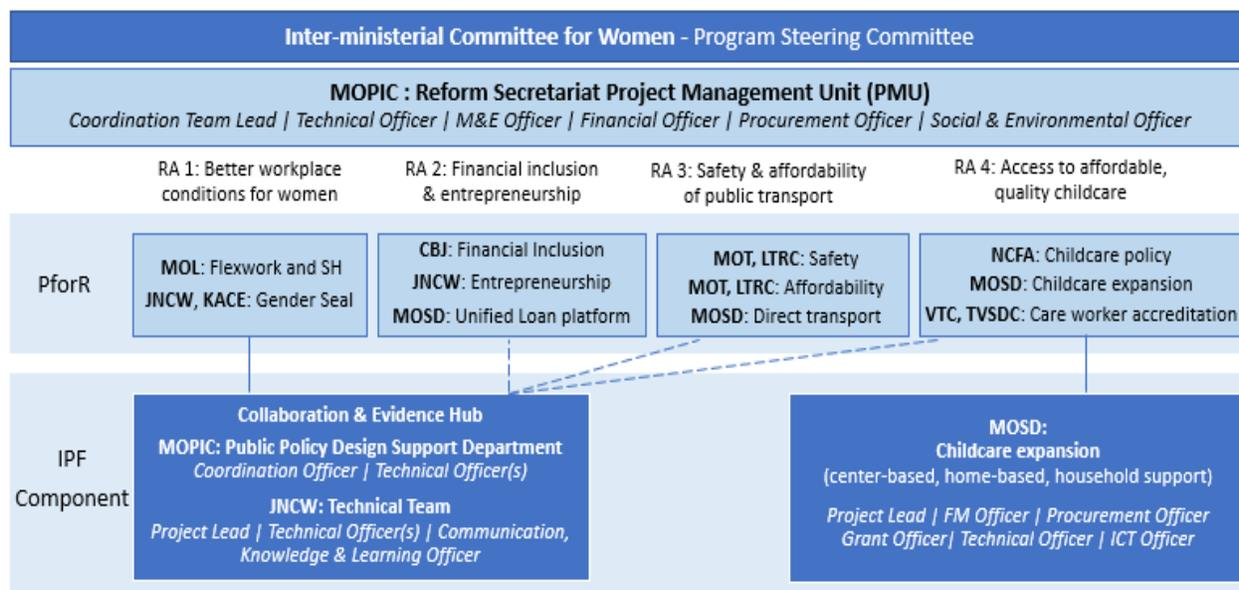 Inter-ministerial Committee for Women - Program Steering Committee
MOPIC : Reform Secretariat Project Management Unit (PMU)
Coordination Team Lead | Technical Officer | M&E Officer | Financial Officer | Procurement Officer | Social & Environmental Officer
RA 1: Better workplace
conditions for women
RA 2: Financial inclusion
& entrepreneurship
RA 3: Safety & affordability
of public transport
RA 4: Access to affordable,
quality childcare
PforR
MOL: Flexwork and SH
JNCW, KACE: Gender Seal
CBJ: Financial Inclusion
JNCW: Entrepreneurship
MOSD: Unified Loan platform
MOT, LTRC: Safety
MOT, LTRC: Affordability
MOSD: Direct transport
NCFA: Childcare policy
MOSD: Childcare expansion
VTC, TVSDC: Care worker accreditation
IPF
Component
Collaboration & Evidence Hub
MOPIC: Public Policy Design Support Department
Coordination Officer | Technical Officer(s)
JNCW: Technical Team
Project Lead | Technical Officer(s) | Communication,
Knowledge & Learning Officer
MOSD:
Childcare expansion
(center-based, home-based, household support)
Project Lead | FM Officer | Procurement Officer
Grant Officer| Technical Officer | ICT Officer